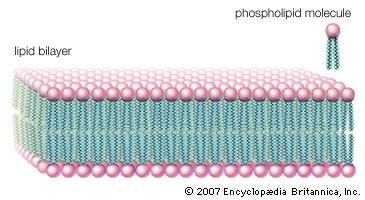 phospholipid molecule
lipid bilayer
© 2007 Encyclopædia Britannica, Inc.